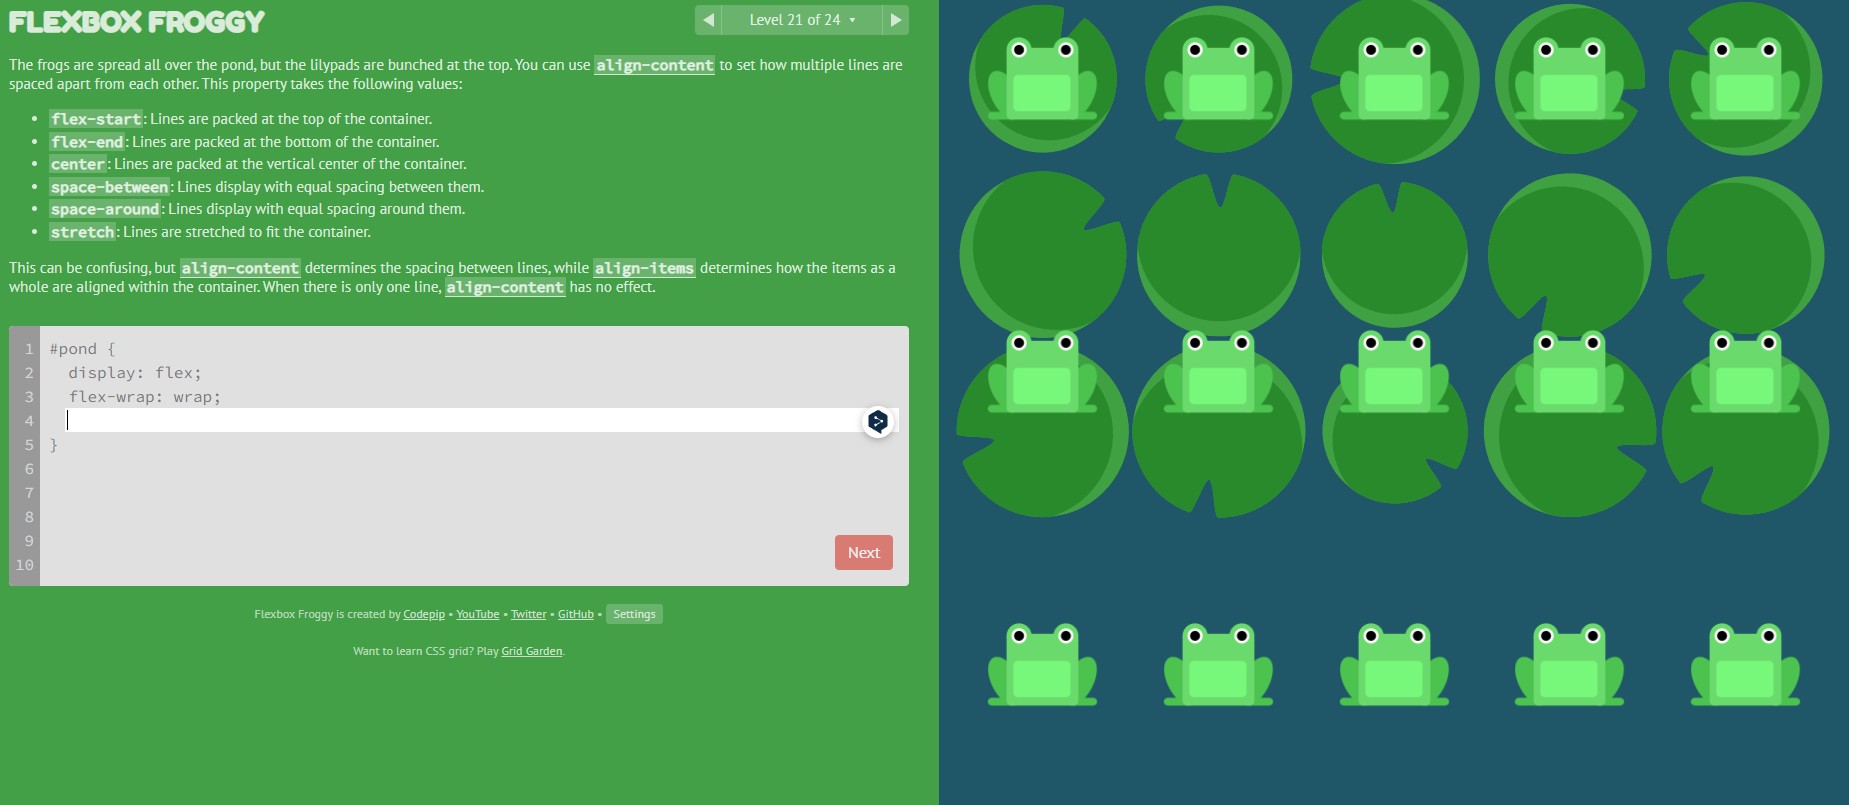 FLEXBOX FROGGY
Level 21 of 24
The frogs are spread all over the pond, but the lilypads are bunched at the top. You can use align-content to set how multiple lines are
spaced apart from each other. This property takes the following values:
flex-start: Lines are packed at the top of the container.
flex-end: Lines are packed at the bottom of the container.
center: Lines are packed at the vertical center of the container.
space-between: Lines display with equal spacing between them.
space-around: Lines display with equal spacing around them.
stretch: Lines are stretched to fit the container.
This can be confusing, but align-content determines the spacing between lines, while align-items determines how the items as a
whole are aligned within the container. When there is only one line, align-content has no effect.
1 #pond {
2 display: flex;
3 flex-wrap: wrap;
4
5 }
6
7
8
9
10
Next
Flexbox Froggy is created by Codepip • YouTube • Twitter • GitHub • Settings
Want to learn CSS grid? Play Grid Garden.